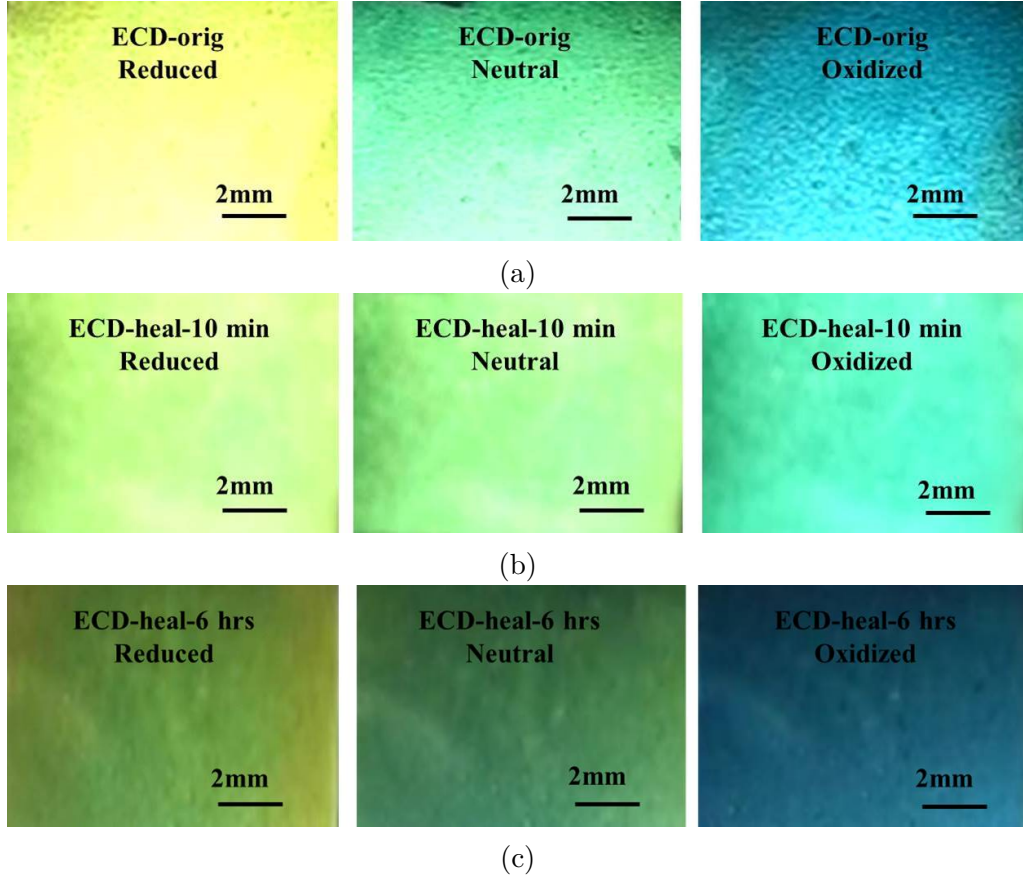 ECD-orig
Reduced
2mm
ECD-orig
Neutral
2mm
ECD-orig
Oxidized
2mm
(a)
ECD-heal-10 min
Reduced
2mm
ECD-heal-10 min
Neutral
2mm
ECD-heal-10 min
Oxidized
2mm
(b)
ECD-heal-6 hrs
Reduced
2mm
ECD-heal-6 hrs
Neutral
2mm
ECD-heal-6 hrs
Oxidized
2mm
(c)